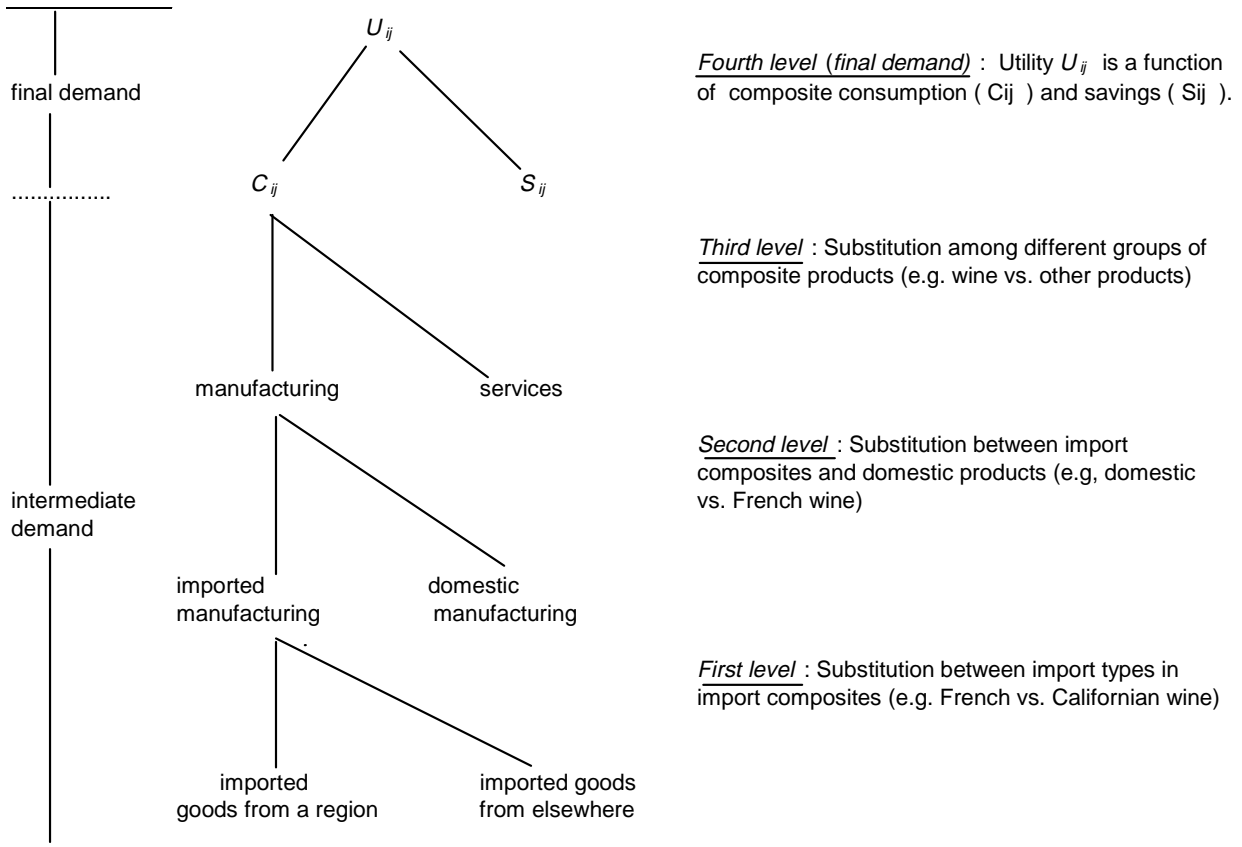 U ij
final demand
C ij
S ij
................
manufacturing
services
intermediate
demand
imported
manufacturing
domestic
manufacturing
imported
goods from a region
imported goods
from elsewhere
Fourth level (final demand) : Utility U ij is a function
of composite consumption ( Cij ) and savings ( Sij ).
Third level : Substitution among different groups of
composite products (e.g. wine vs. other products)
Second level : Substitution between import
composites and domestic products (e.g, domestic
vs. French wine)
First level : Substitution between import types in
import composites (e.g. French vs. Californian wine)